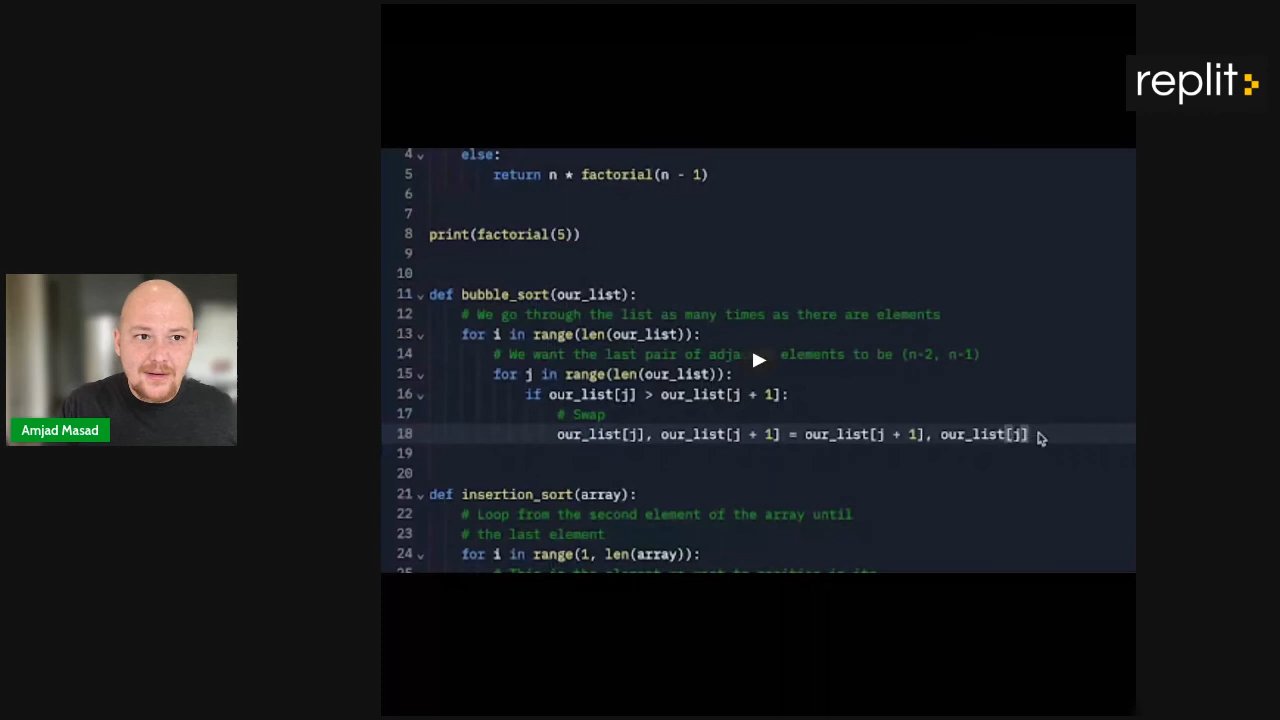 replit
4 else:
5 return n * factorial(n - 1)
6
7
8 print(factorial(5))
9
10
11 def bubble_sort(our_list):
12 # We go through the list as many times as there are elements
13 for i in range(len(our_list)):
14 # We want the last pair of adja elements to be (n-2, n-1)
15 for j in range(len(our_list)):
16 if our_list[j] > our_list[j + 1]:
17 # Swap
18 our_list[j], our_list[j + 1] = our_list[j + 1], our_list[j]
19
20
21 def insertion_sort(array):
22 # Loop from the second element of the array until
23 # the last element
24 for i in range(1, len(array)):
Amjad Masad